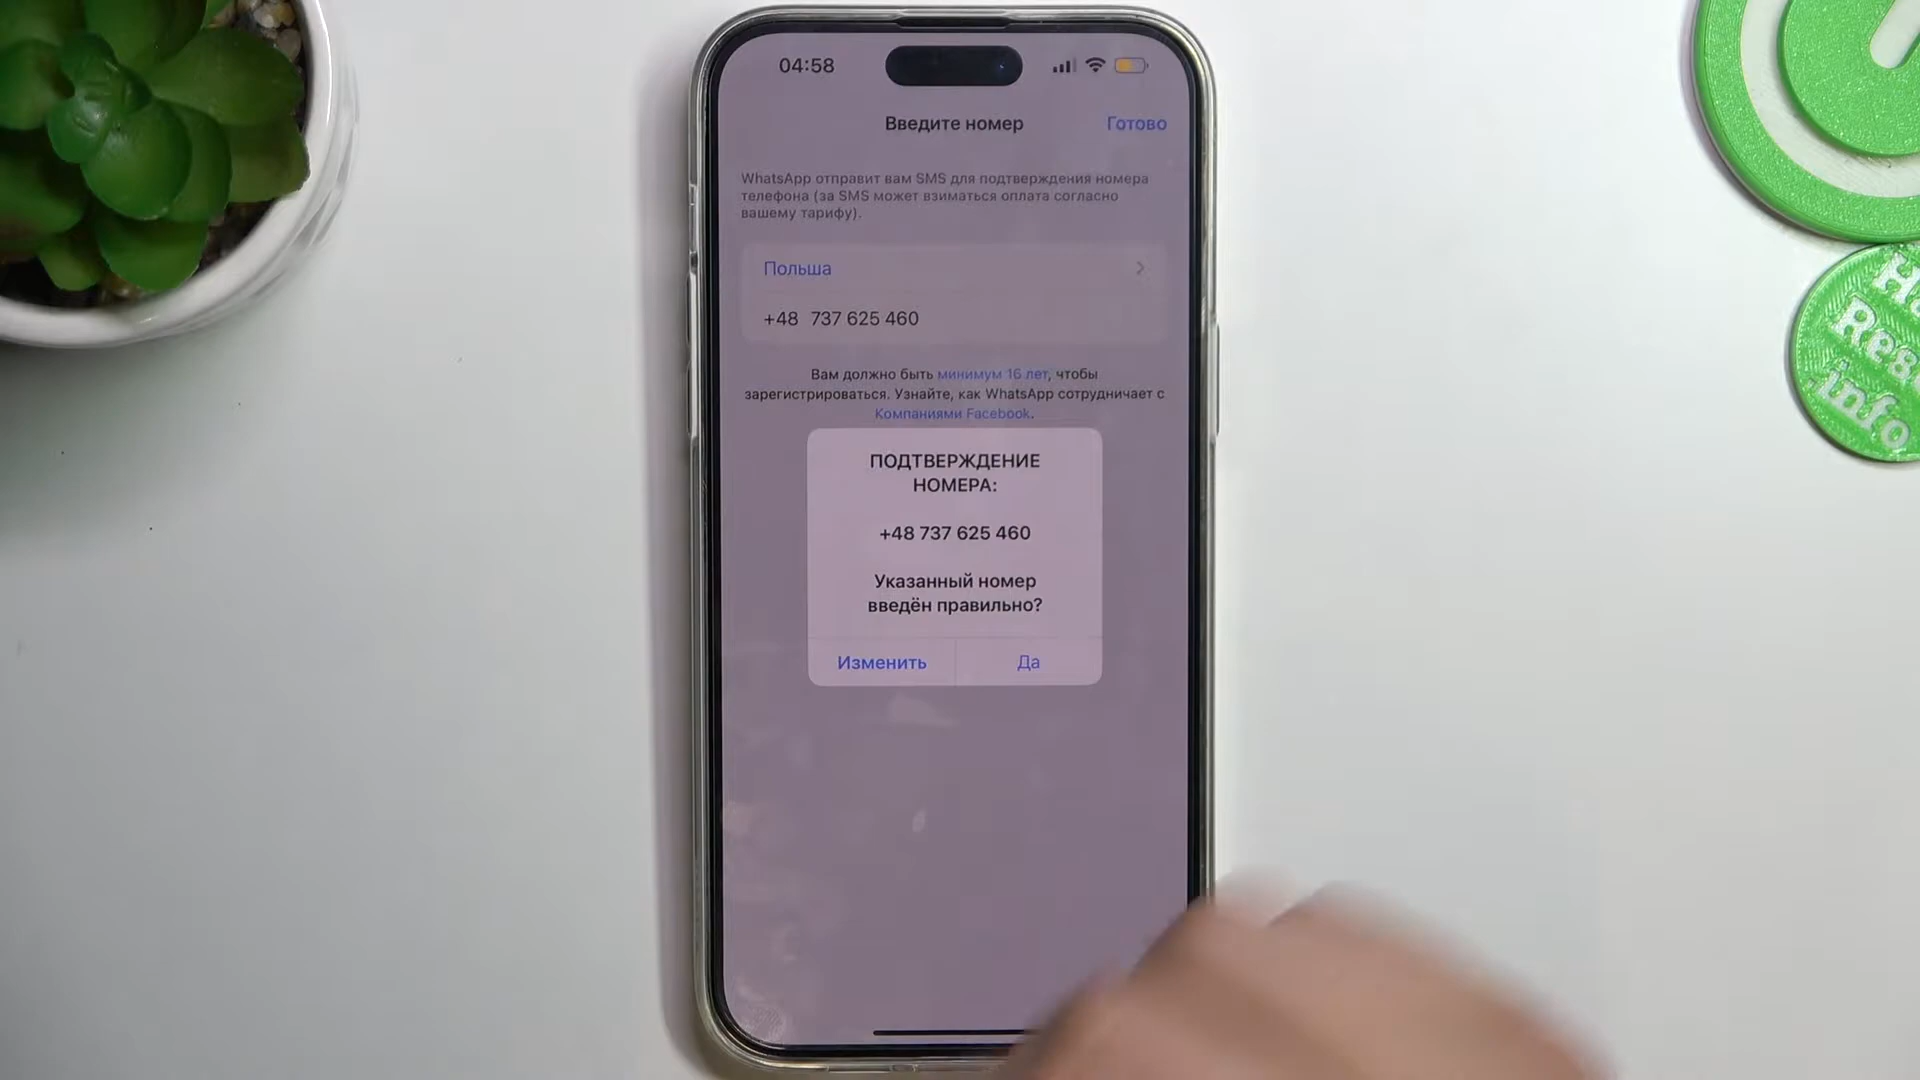 04:58
Введите номер
Готово
WhatsApp отправит вам SMS для подтверждения номера
телефона (за SMS может взиматься оплата согласно
вашему тарифу).
Польша
+48 737 625 460
Вам должно быть минимум 16 лет, чтобы
зарегистрироваться. Узнайте, как WhatsApp сотрудничает с
Компаниями Facebook.
ПОДТВЕРЖДЕНИЕ
НОМЕРА:
+48 737 625 460
Указанный номер
введён правильно?
Изменить
Да
.info